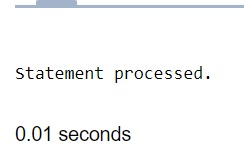 Statement processed.
0.01 seconds